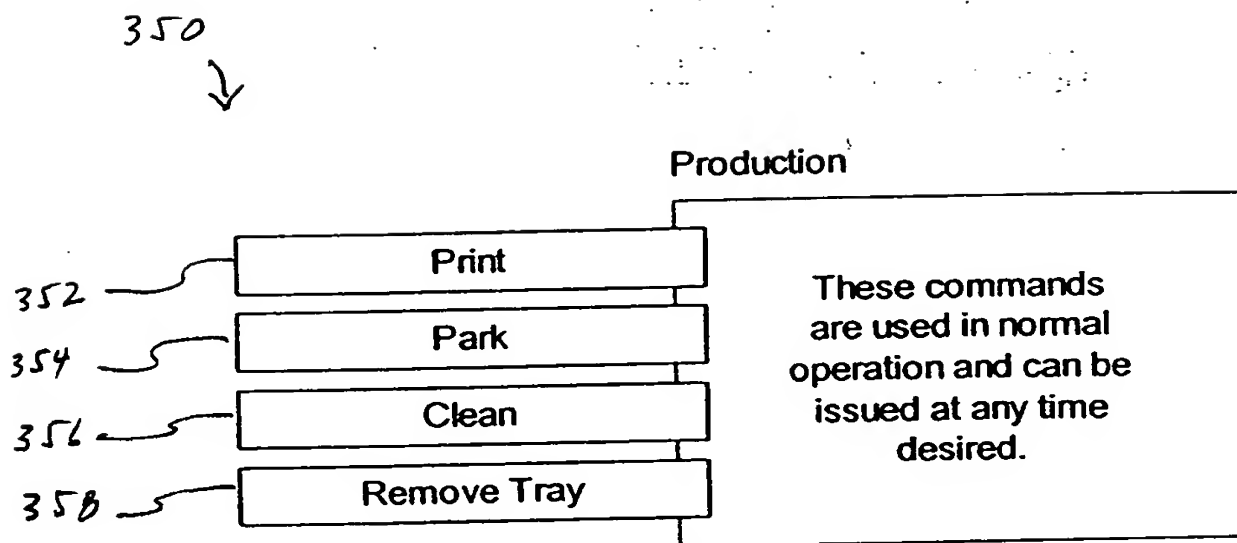 350
Production
352
Print
354
Park
356
Clean
358
Remove Tray
These commands
are used in normal
operation and can be
issued at any time
desired.